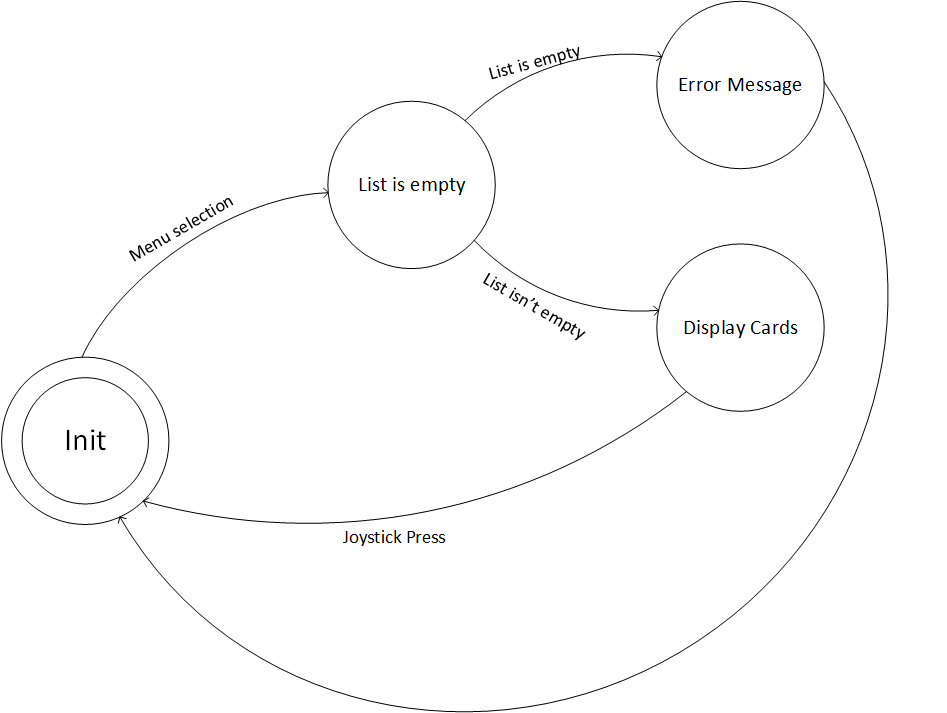 List is empty
Error Message
List is empty
Menu selection
List isn’t empty
Display Cards
Init
Joystick Press